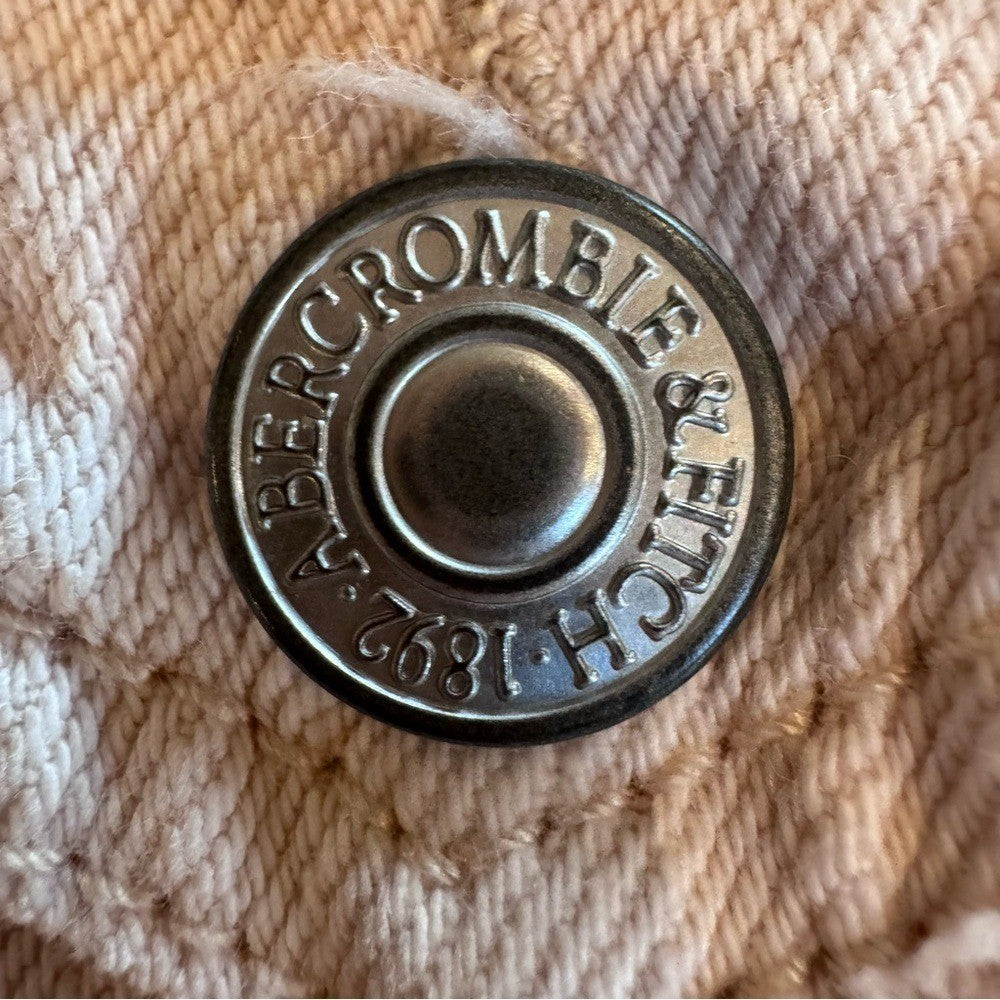 ABERCROMBIE & FITCH · 1892 ·